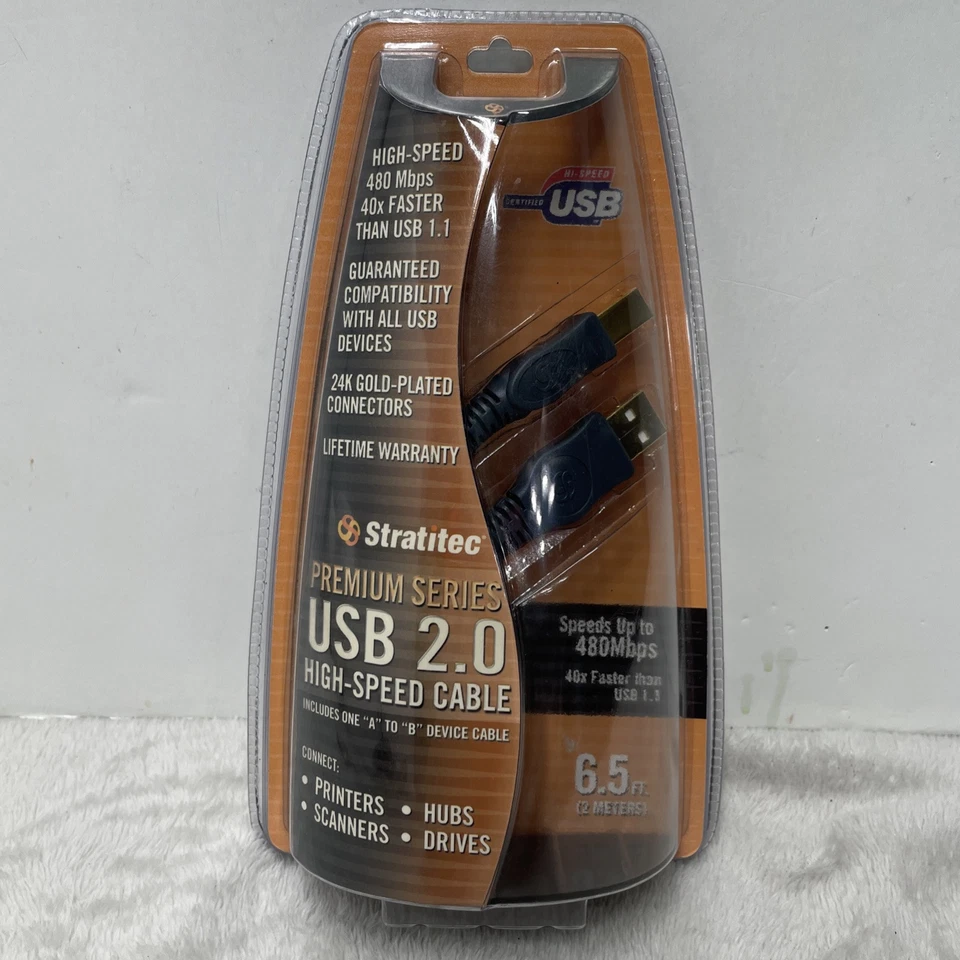 HIGH-SPEED
480 Mbps
40x FASTER
THAN USB 1.1
GUARANTEED
COMPATIBILITY
WITH ALL USB
DEVICES
24K GOLD-PLATED
CONNECTORS
LIFETIME WARRANTY
HI-SPEED
CERTIFIED USB
Stratitec
PREMIUM SERIES
USB 2.0
HIGH-SPEED CABLE
INCLUDES ONE "A" TO "B" DEVICE CABLE
CONNECT:
• PRINTERS • HUBS
• SCANNERS • DRIVES
Speeds Up to
480Mbps
40x Faster than
USB 1.1
6.5 FT.
(2 METERS)